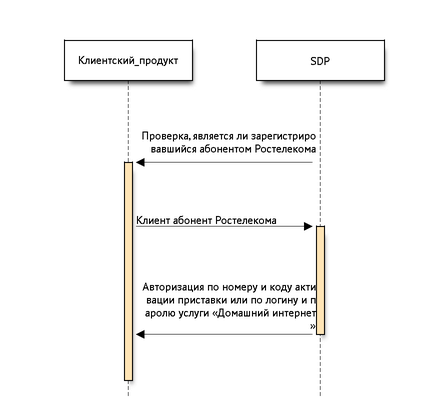 Клиентский_продукт
SDP
Проверка, является ли зарегистриро
вавшийся абонентом Ростелекома
Клиент абонент Ростелекома
Авторизация по номеру и коду акти
вации приставки или по логину и п
аролю услуги «Домашний интернет
»